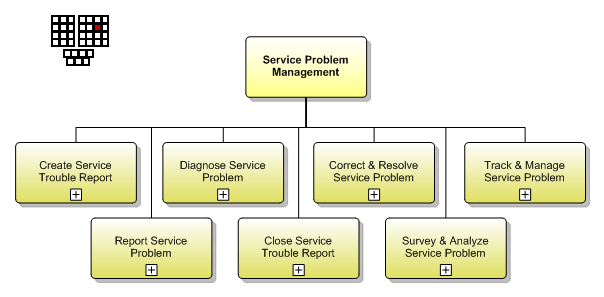 Service Problem
Management
Create Service
Trouble Report
Diagnose Service
Problem
Correct & Resolve
Service Problem
Track & Manage
Service Problem
Report Service
Problem
Close Service
Trouble Report
Survey & Analyze
Service Problem